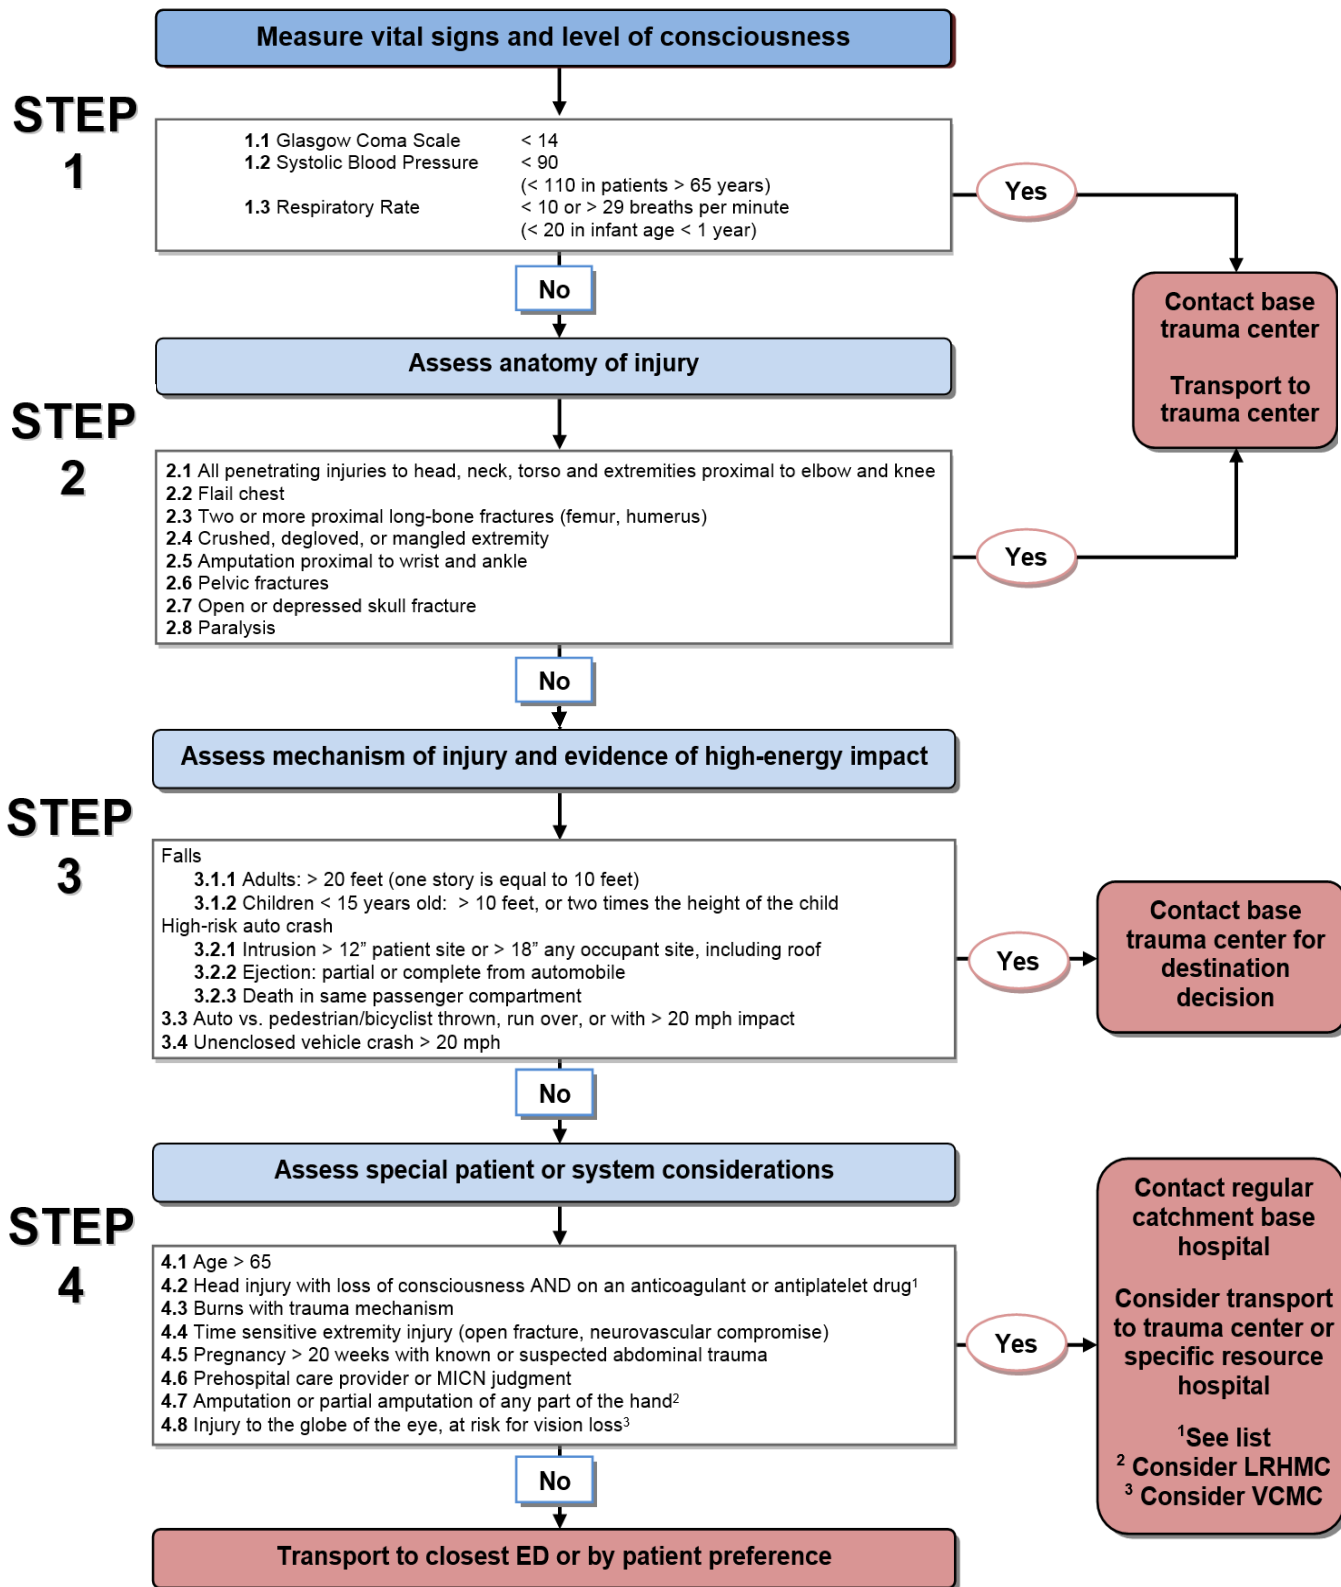 Measure vital signs and level of consciousness
STEP
1
1.1 Glasgow Coma Scale < 14
1.2 Systolic Blood Pressure < 90
(< 110 in patients > 65 years)
1.3 Respiratory Rate < 10 or > 29 breaths per minute
(< 20 in infant age < 1 year)
Yes
No
Contact base
trauma center
Transport to
trauma center
Assess anatomy of injury
STEP
2
2.1 All penetrating injuries to head, neck, torso and extremities proximal to elbow and knee
2.2 Flail chest
2.3 Two or more proximal long-bone fractures (femur, humerus)
2.4 Crushed, degloved, or mangled extremity
2.5 Amputation proximal to wrist and ankle
2.6 Pelvic fractures
2.7 Open or depressed skull fracture
2.8 Paralysis
Yes
No
Assess mechanism of injury and evidence of high-energy impact
STEP
3
Falls
3.1.1 Adults: > 20 feet (one story is equal to 10 feet)
3.1.2 Children < 15 years old: > 10 feet, or two times the height of the child
High-risk auto crash
3.2.1 Intrusion > 12” patient site or > 18” any occupant site, including roof
3.2.2 Ejection: partial or complete from automobile
3.2.3 Death in same passenger compartment
3.3 Auto vs. pedestrian/bicyclist thrown, run over, or with > 20 mph impact
3.4 Unenclosed vehicle crash > 20 mph
Yes
Contact base
trauma center for
destination
decision
No
Assess special patient or system considerations
STEP
4
4.1 Age > 65
4.2 Head injury with loss of consciousness AND on an anticoagulant or antiplatelet drug¹
4.3 Burns with trauma mechanism
4.4 Time sensitive extremity injury (open fracture, neurovascular compromise)
4.5 Pregnancy > 20 weeks with known or suspected abdominal trauma
4.6 Prehospital care provider or MICN judgment
4.7 Amputation or partial amputation of any part of the hand²
4.8 Injury to the globe of the eye, at risk for vision loss³
Yes
Contact regular
catchment base
hospital
Consider transport
to trauma center or
specific resource
hospital
¹See list
² Consider LRHMC
³ Consider VCMC
No
Transport to closest ED or by patient preference